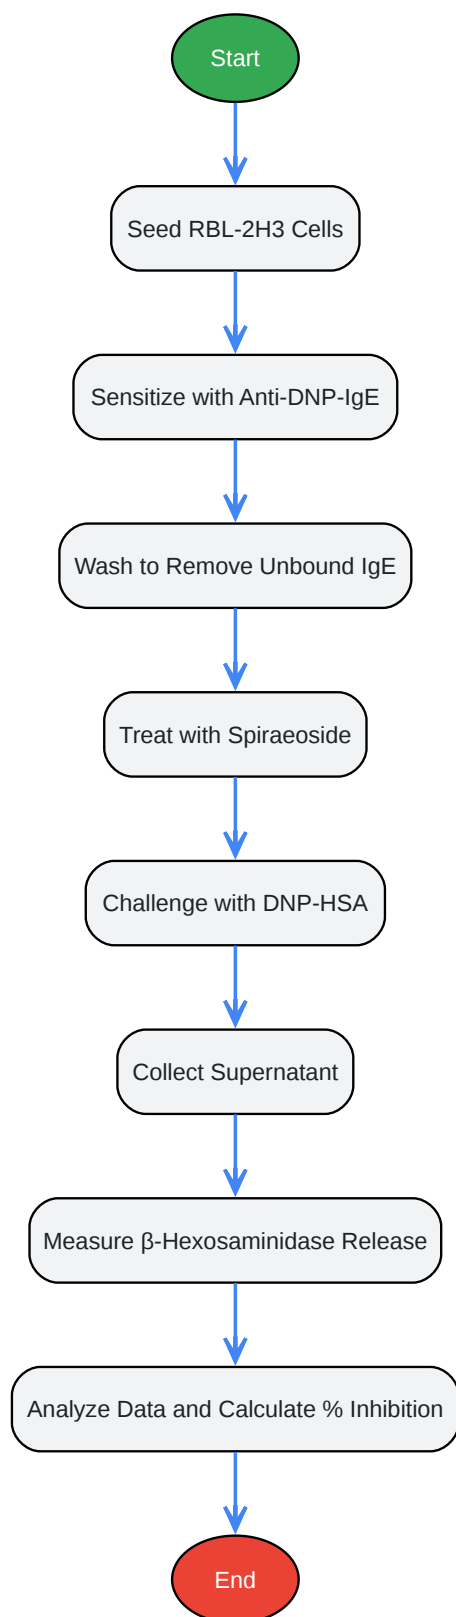 Start
Seed RBL-2H3 Cells
Sensitize with Anti-DNP-IgE
Wash to Remove Unbound IgE
Treat with Spiraeoside
Challenge with DNP-HSA
Collect Supernatant
Measure β-Hexosaminidase Release
Analyze Data and Calculate % Inhibition
End